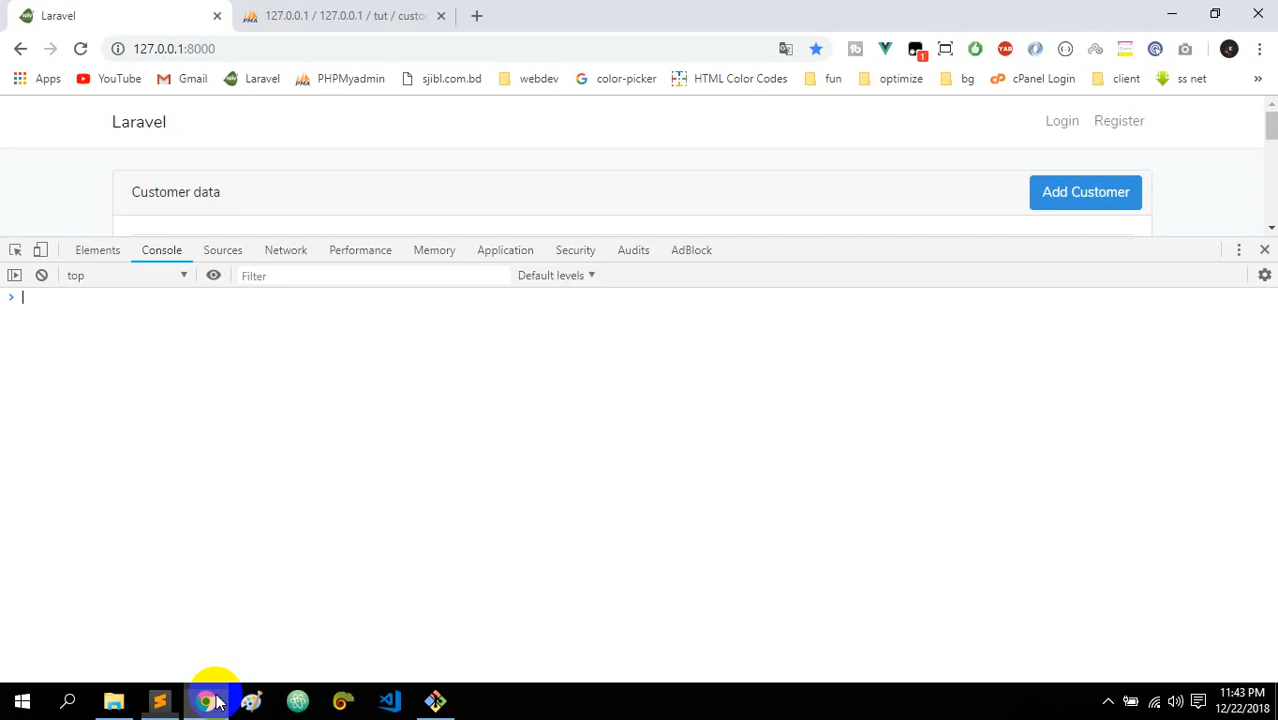 Laravel
127.0.0.1 / 127.0.0.1 / tut / custo
127.0.0.1:8000
1
Apps YouTube Gmail Laravel PHPMyadmin sjibl.com.bd webdev color-picker HTML Color Codes fun optimize bg cPanel Login client ss net »
Laravel Login Register
Customer data Add Customer
Elements Console Sources Network Performance Memory Application Security Audits AdBlock
top Filter Default levels
11:43 PM
12/22/2018